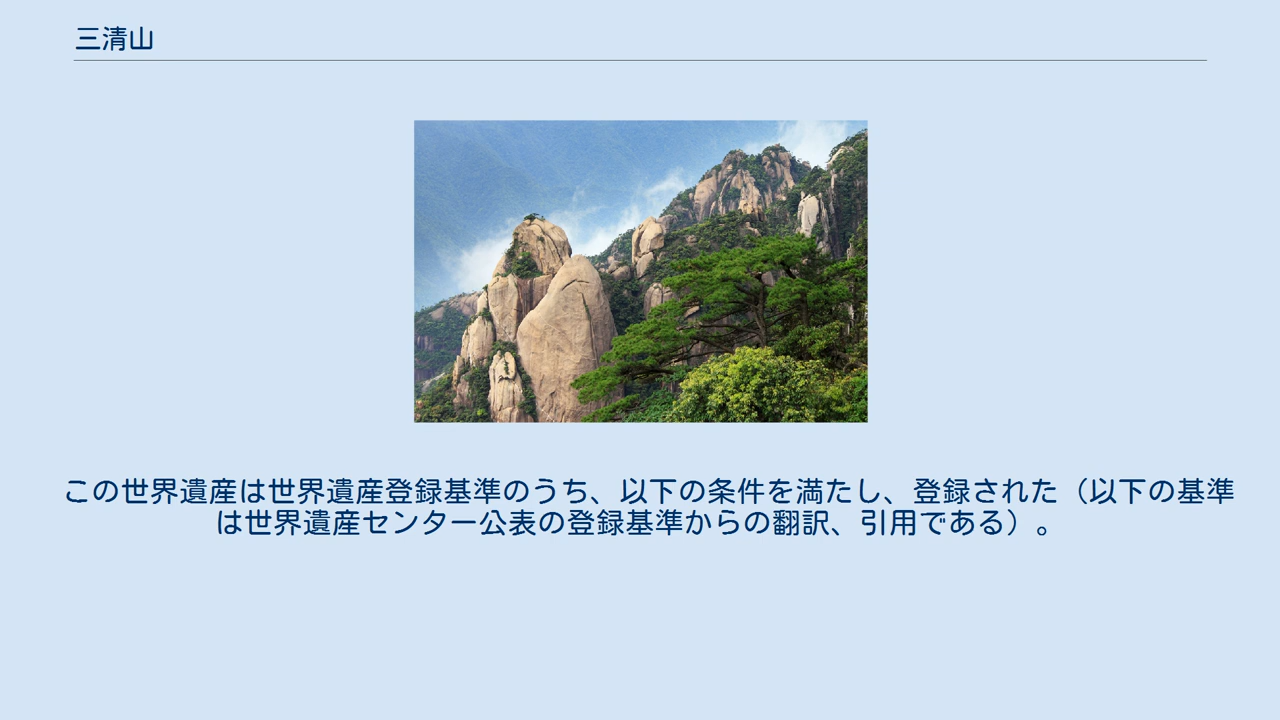 三清山
この世界遺産は世界遺産登録基準のうち、以下の条件を満たし、登録された（以下の基準
は世界遺産センター公表の登録基準からの翻訳、引用である）。